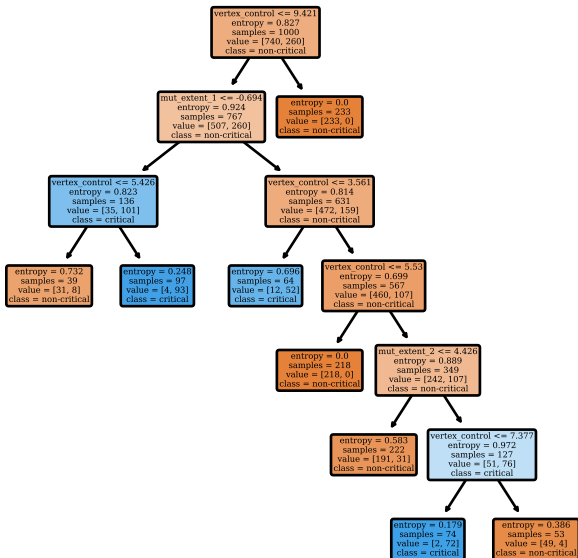 vertex_control <= 9.421
entropy = 0.827
samples = 1000
value = [740, 260]
class = non-critical
mut_extent_1 <= -0.694
entropy = 0.924
samples = 767
value = [507, 260]
class = non-critical
entropy = 0.0
samples = 233
value = [233, 0]
class = non-critical
vertex_control <= 5.426
entropy = 0.823
samples = 136
value = [35, 101]
class = critical
vertex_control <= 3.561
entropy = 0.814
samples = 631
value = [472, 159]
class = non-critical
entropy = 0.732
samples = 39
value = [31, 8]
class = non-critical
entropy = 0.248
samples = 97
value = [4, 93]
class = critical
entropy = 0.696
samples = 64
value = [12, 52]
class = critical
vertex_control <= 5.53
entropy = 0.699
samples = 567
value = [460, 107]
class = non-critical
entropy = 0.0
samples = 218
value = [218, 0]
class = non-critical
mut_extent_2 <= 4.426
entropy = 0.889
samples = 349
value = [242, 107]
class = non-critical
entropy = 0.583
samples = 222
value = [191, 31]
class = non-critical
vertex_control <= 7.377
entropy = 0.972
samples = 127
value = [51, 76]
class = critical
entropy = 0.179
samples = 74
value = [2, 72]
class = critical
entropy = 0.386
samples = 53
value = [49, 4]
class = non-critical